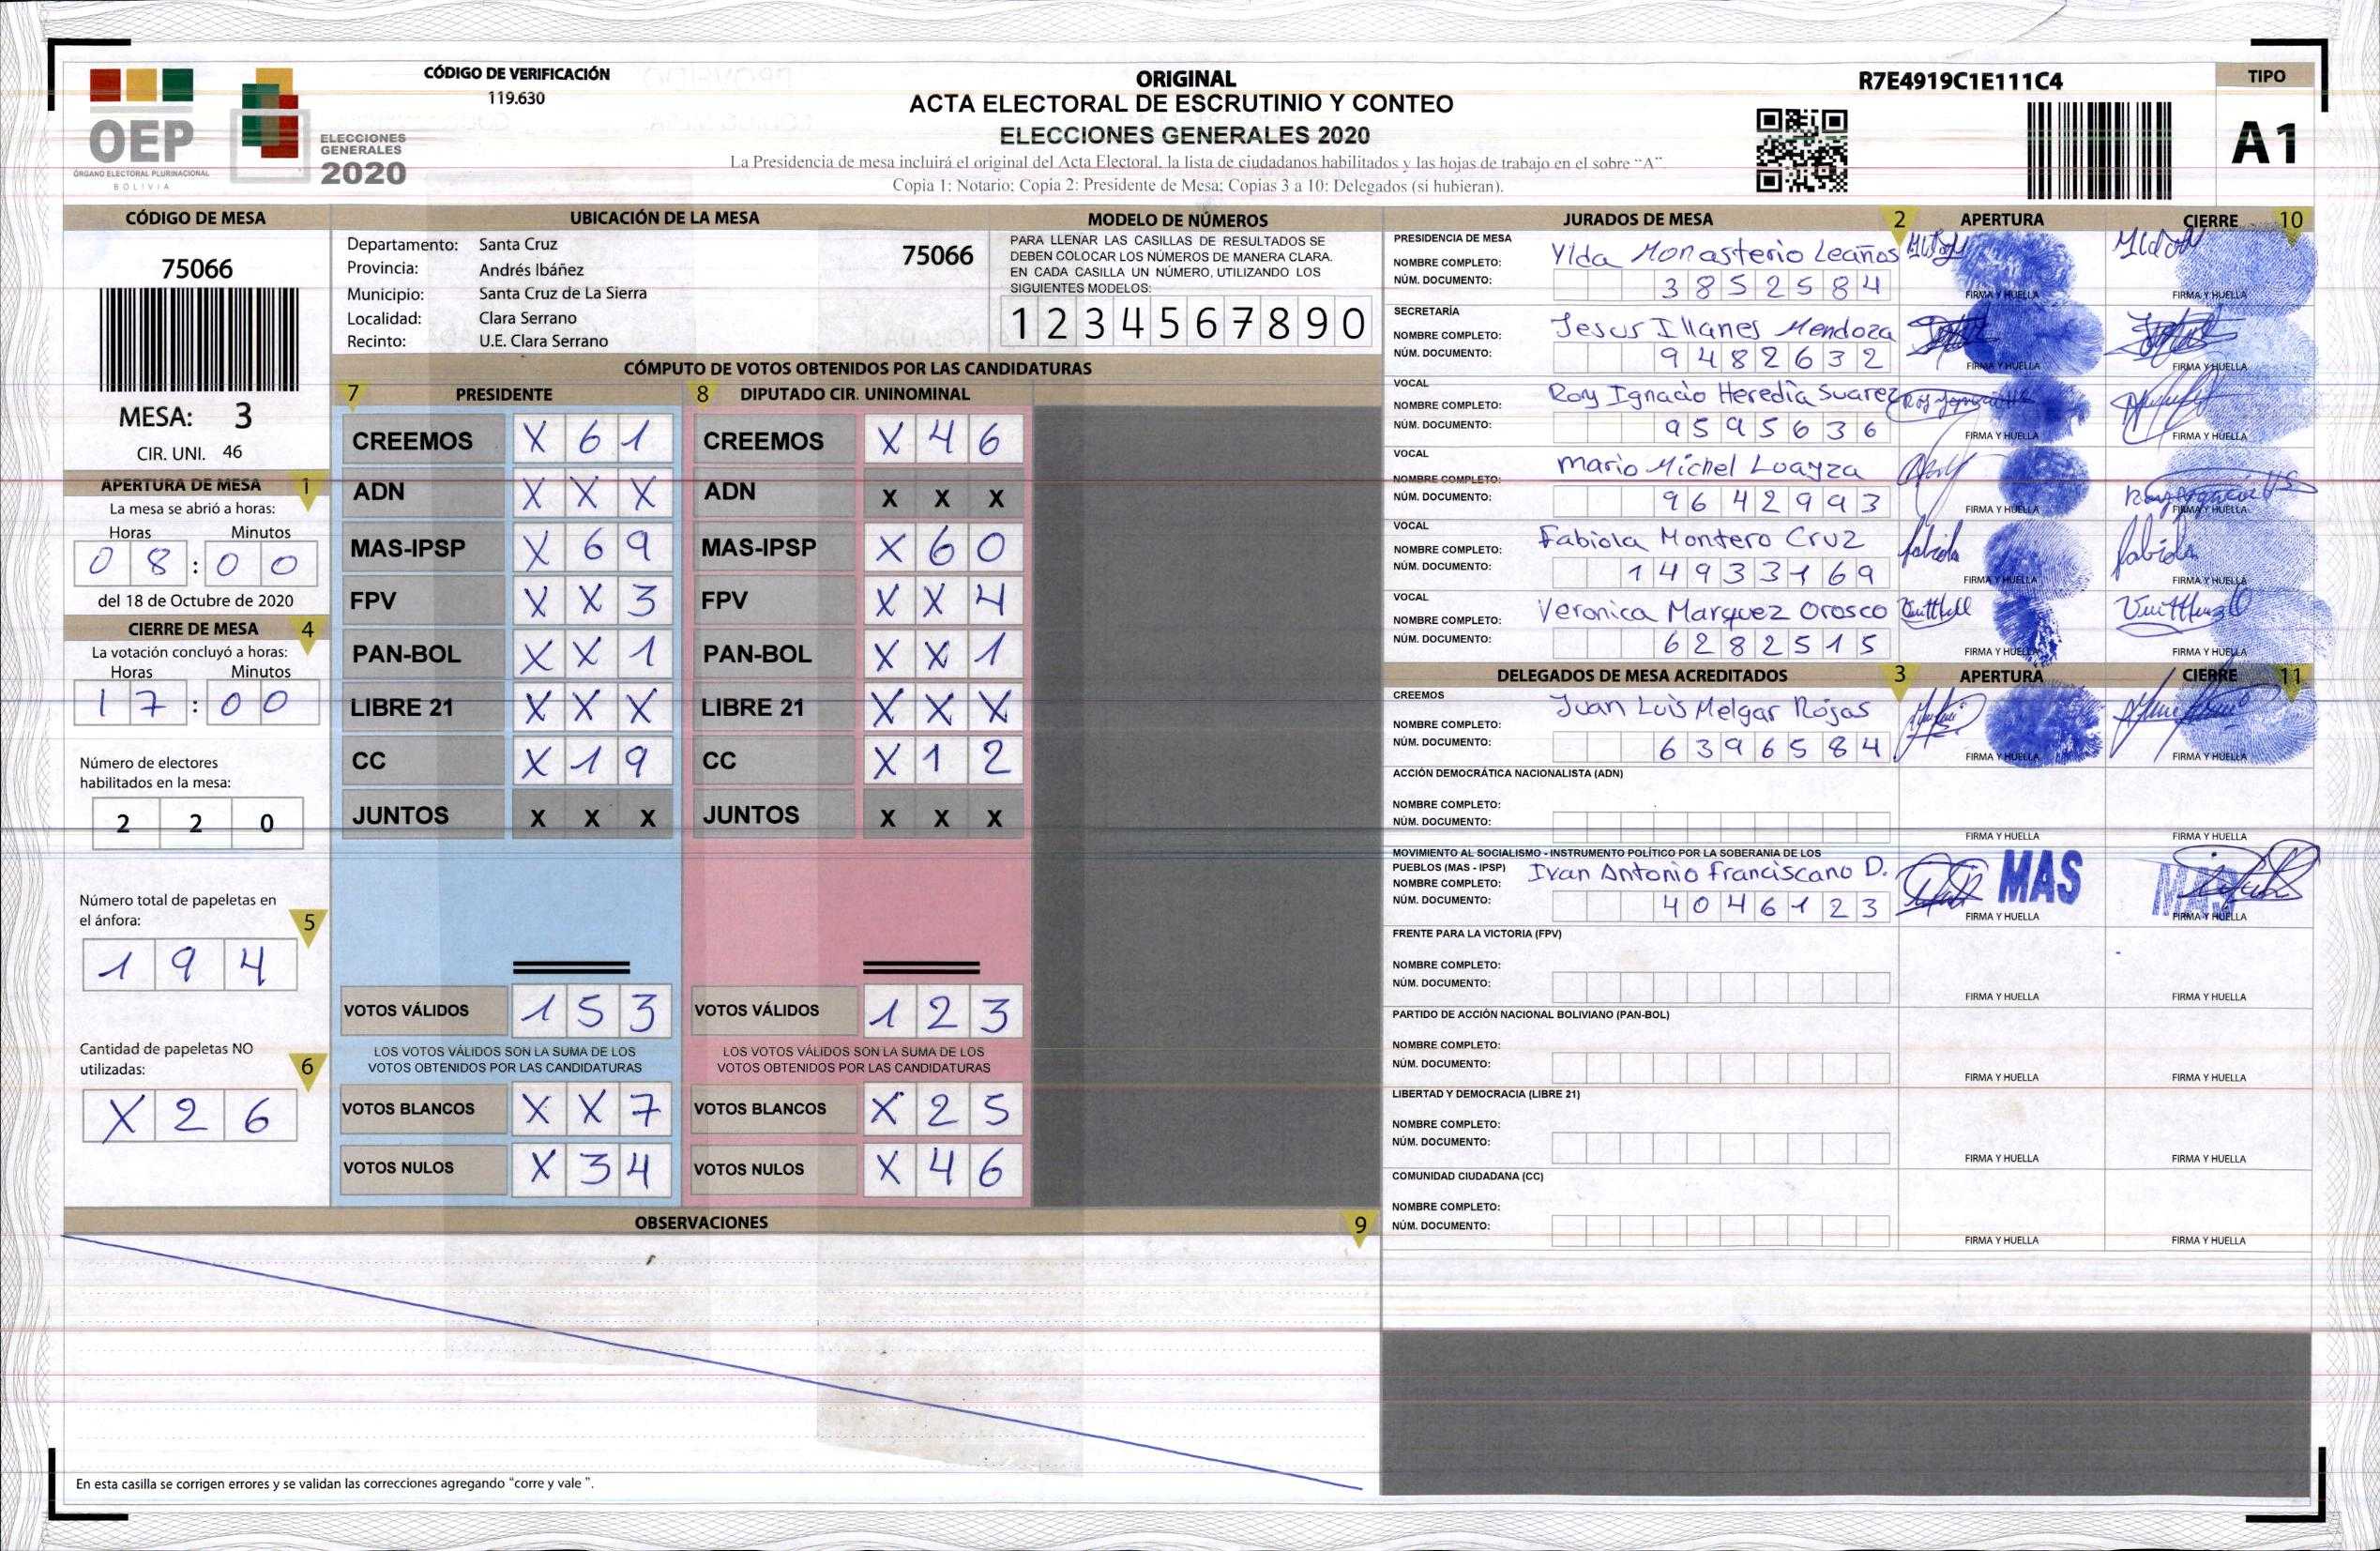 OEP
ÓRGANO ELECTORAL PLURINACIONAL
BOLIVIA
ELECCIONES
GENERALES
2020
CÓDIGO DE VERIFICACIÓN
119.630
ORIGINAL
ACTA ELECTORAL DE ESCRUTINIO Y CONTEO
ELECCIONES GENERALES 2020
La Presidencia de mesa incluirá el original del Acta Electoral, la lista de ciudadanos habilitados y las hojas de trabajo en el sobre "A"
Copia 1: Notario; Copia 2: Presidente de Mesa; Copias 3 a 10: Delegados (si hubieran).
R7E4919C1E111C4
TIPO
A1
CÓDIGO DE MESA
75066
MESA: 3
CIR. UNI. 46
APERTURA DE MESA 1
La mesa se abrió a horas:
Horas Minutos
08:00
del 18 de Octubre de 2020
CIERRE DE MESA 4
La votación concluyó a horas:
Horas Minutos
17:00
Número de electores
habilitados en la mesa:
2 2 0
Número total de papeletas en
el ánfora: 5
1 9 4
Cantidad de papeletas NO
utilizadas: 6
X 2 6
UBICACIÓN DE LA MESA
Departamento: Santa Cruz 75066
Provincia: Andrés Ibáñez
Municipio: Santa Cruz de La Sierra
Localidad: Clara Serrano
Recinto: U.E. Clara Serrano
MODELO DE NÚMEROS
PARA LLENAR LAS CASILLAS DE RESULTADOS SE
DEBEN COLOCAR LOS NÚMEROS DE MANERA CLARA.
EN CADA CASILLA UN NÚMERO, UTILIZANDO LOS
SIGUIENTES MODELOS:
1 2 3 4 5 6 7 8 9 0
CÓMPUTO DE VOTOS OBTENIDOS POR LAS CANDIDATURAS
7 PRESIDENTE
CREEMOS X 6 1
ADN X X X
MAS-IPSP X 6 9
FPV X X 3
PAN-BOL X X 1
LIBRE 21 X X X
CC X 1 9
JUNTOS X X X
VOTOS VÁLIDOS 1 5 3
LOS VOTOS VÁLIDOS SON LA SUMA DE LOS
VOTOS OBTENIDOS POR LAS CANDIDATURAS
VOTOS BLANCOS X X 7
VOTOS NULOS X 3 4
8 DIPUTADO CIR. UNINOMINAL
CREEMOS X 4 6
ADN X X X
MAS-IPSP X 6 0
FPV X X 4
PAN-BOL X X 1
LIBRE 21 X X X
CC X 1 2
JUNTOS X X X
VOTOS VÁLIDOS 1 2 3
LOS VOTOS VÁLIDOS SON LA SUMA DE LOS
VOTOS OBTENIDOS POR LAS CANDIDATURAS
VOTOS BLANCOS X 2 5
VOTOS NULOS X 4 6
OBSERVACIONES 9
En esta casilla se corrigen errores y se validan las correcciones agregando "corre y vale ".
JURADOS DE MESA 2 APERTURA CIERRE 10
PRESIDENCIA DE MESA
NOMBRE COMPLETO: Ylda Monasterio Leaños
NÚM. DOCUMENTO: 3852584
FIRMA Y HUELLA FIRMA Y HUELLA
SECRETARÍA
NOMBRE COMPLETO: Jesus Illanes Mendoza
NÚM. DOCUMENTO: 9482632
FIRMA Y HUELLA FIRMA Y HUELLA
VOCAL
NOMBRE COMPLETO: Roy Ignacio Heredia Suarez
NÚM. DOCUMENTO: 9595636
FIRMA Y HUELLA FIRMA Y HUELLA
VOCAL
NOMBRE COMPLETO: Mario Michel Loayza
NÚM. DOCUMENTO: 9642993
FIRMA Y HUELLA FIRMA Y HUELLA
VOCAL
NOMBRE COMPLETO: Fabiola Montero Cruz
NÚM. DOCUMENTO: 14933169
FIRMA Y HUELLA FIRMA Y HUELLA
VOCAL
NOMBRE COMPLETO: Veronica Marquez Orosco
NÚM. DOCUMENTO: 6282515
FIRMA Y HUELLA FIRMA Y HUELLA
DELEGADOS DE MESA ACREDITADOS 3 APERTURA CIERRE 11
CREEMOS
NOMBRE COMPLETO: Juan Luis Melgar Rojas
NÚM. DOCUMENTO: 6396584
FIRMA Y HUELLA FIRMA Y HUELLA
ACCIÓN DEMOCRÁTICA NACIONALISTA (ADN)
NOMBRE COMPLETO:
NÚM. DOCUMENTO:
FIRMA Y HUELLA FIRMA Y HUELLA
MOVIMIENTO AL SOCIALISMO - INSTRUMENTO POLÍTICO POR LA SOBERANIA DE LOS
PUEBLOS (MAS - IPSP)
NOMBRE COMPLETO: Ivan Antonio Franciscano D.
NÚM. DOCUMENTO: 4046123
MAS MAS
FIRMA Y HUELLA FIRMA Y HUELLA
FRENTE PARA LA VICTORIA (FPV)
NOMBRE COMPLETO:
NÚM. DOCUMENTO:
FIRMA Y HUELLA FIRMA Y HUELLA
PARTIDO DE ACCIÓN NACIONAL BOLIVIANO (PAN-BOL)
NOMBRE COMPLETO:
NÚM. DOCUMENTO:
FIRMA Y HUELLA FIRMA Y HUELLA
LIBERTAD Y DEMOCRACIA (LIBRE 21)
NOMBRE COMPLETO:
NÚM. DOCUMENTO:
FIRMA Y HUELLA FIRMA Y HUELLA
COMUNIDAD CIUDADANA (CC)
NOMBRE COMPLETO:
NÚM. DOCUMENTO:
FIRMA Y HUELLA FIRMA Y HUELLA